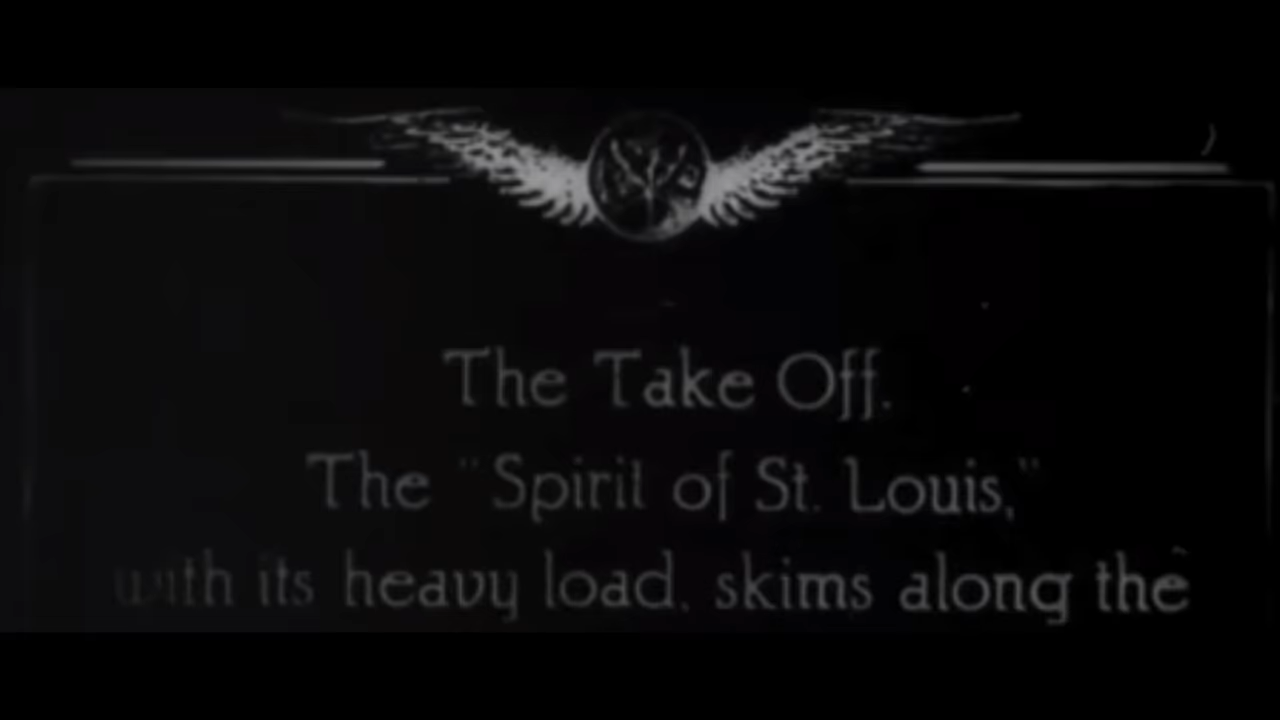 The Take Off.
The "Spirit of St. Louis,"
with its heavy load, skims along the